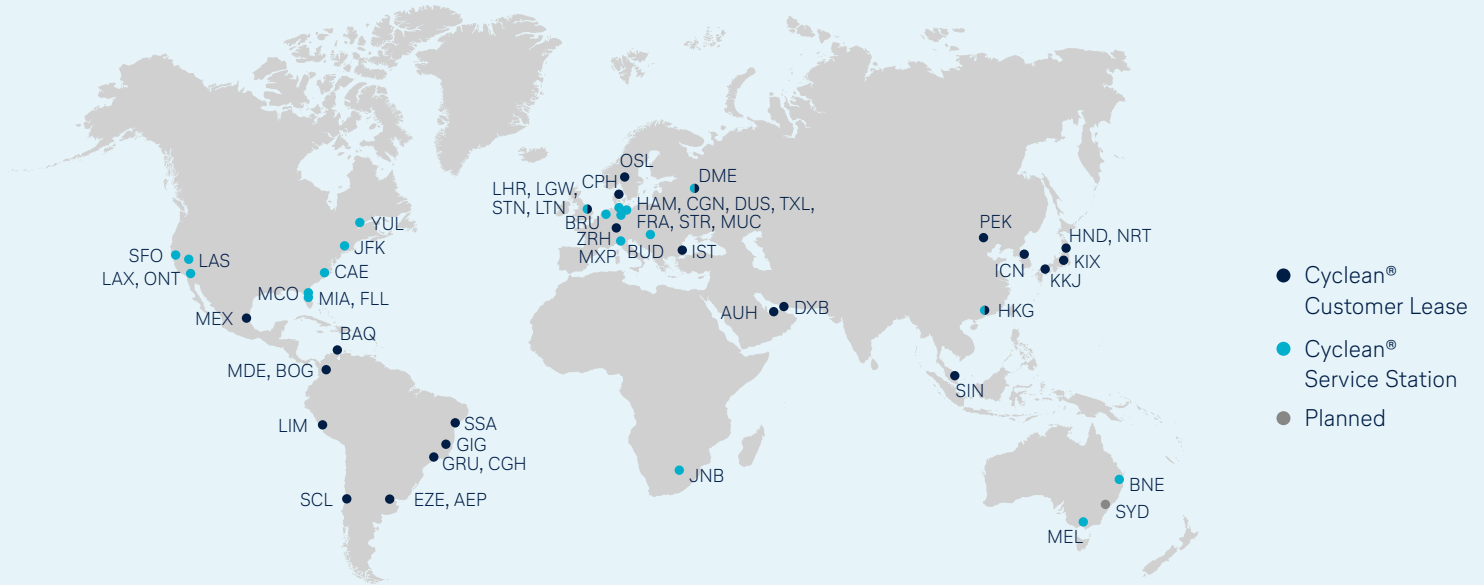 OSL
DME
LHR, LGW,
STN, LTN
CPH
HAM, CGN, DUS, TXL,
FRA, STR, MUC
BRU
ZRH
MXP
BUD
IST
YUL
JFK
SFO
LAS
LAX, ONT
CAE
MCO
MIA, FLL
MEX
BAQ
MDE, BOG
LIM
SSA
GIG
GRU, CGH
SCL
EZE, AEP
AUH
DXB
JNB
PEK
HND, NRT
ICN
KIX
KKJ
HKG
SIN
BNE
SYD
MEL
Cyclean®
Customer Lease
Cyclean®
Service Station
Planned